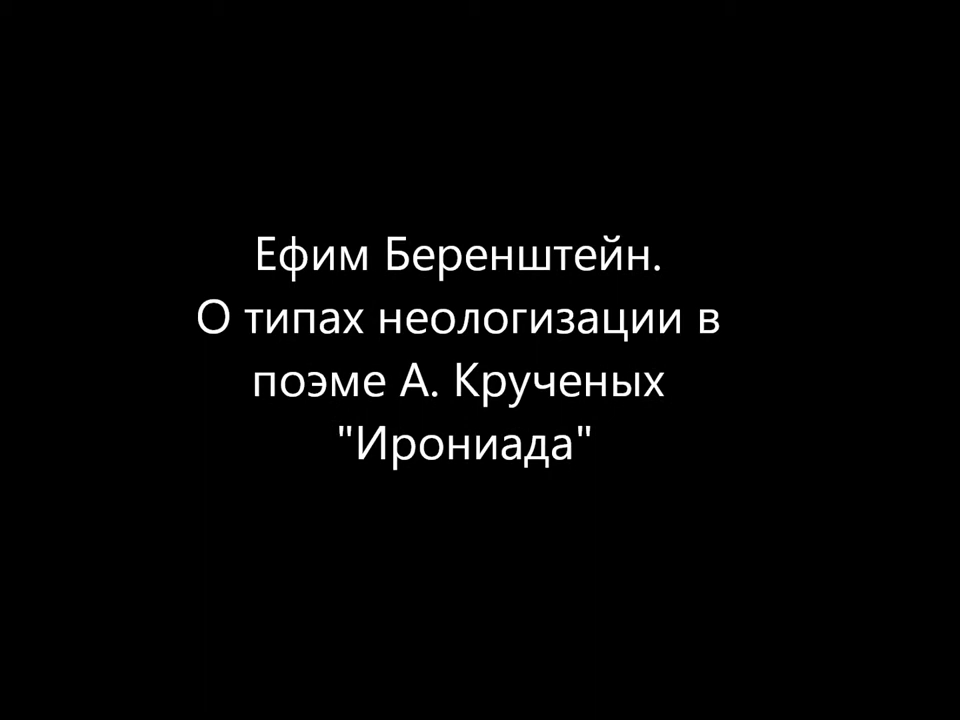 Ефим Беренштейн.
О типах неологизации в
поэме А. Крученых
"Ирониада"